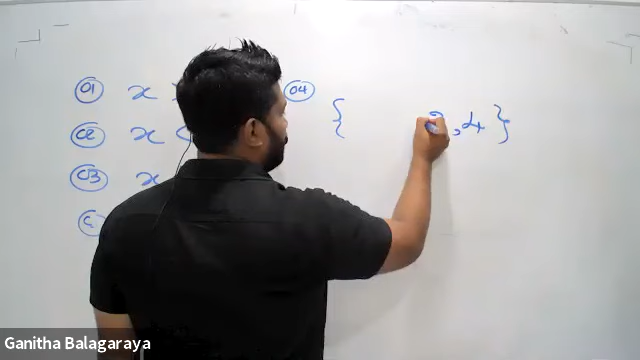 01 x
04 { , 4 }
02 x <
03 x
Ganitha Balagaraya